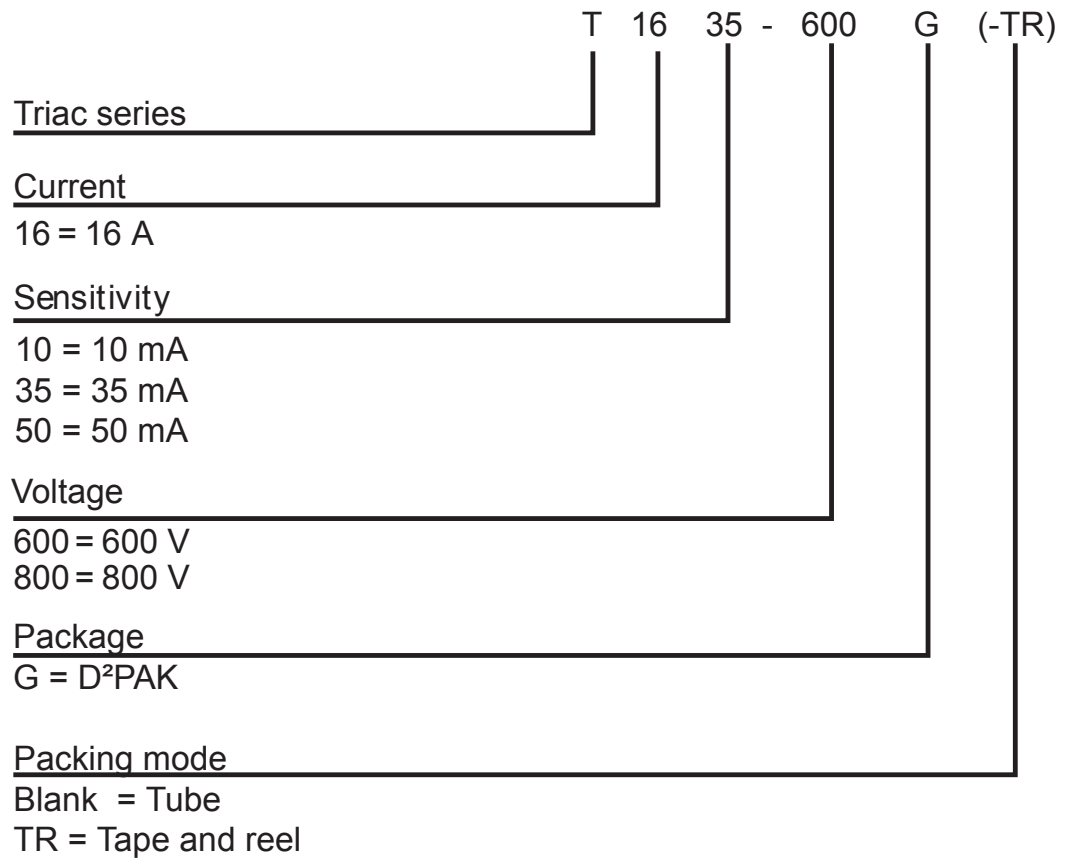 T 16 35 - 600 G (-TR)
Triac series
Current
16 = 16 A
Sensitivity
10 = 10 mA
35 = 35 mA
50 = 50 mA
Voltage
600 = 600 V
800 = 800 V
Package
G = D²PAK
Packing mode
Blank = Tube
TR = Tape and reel